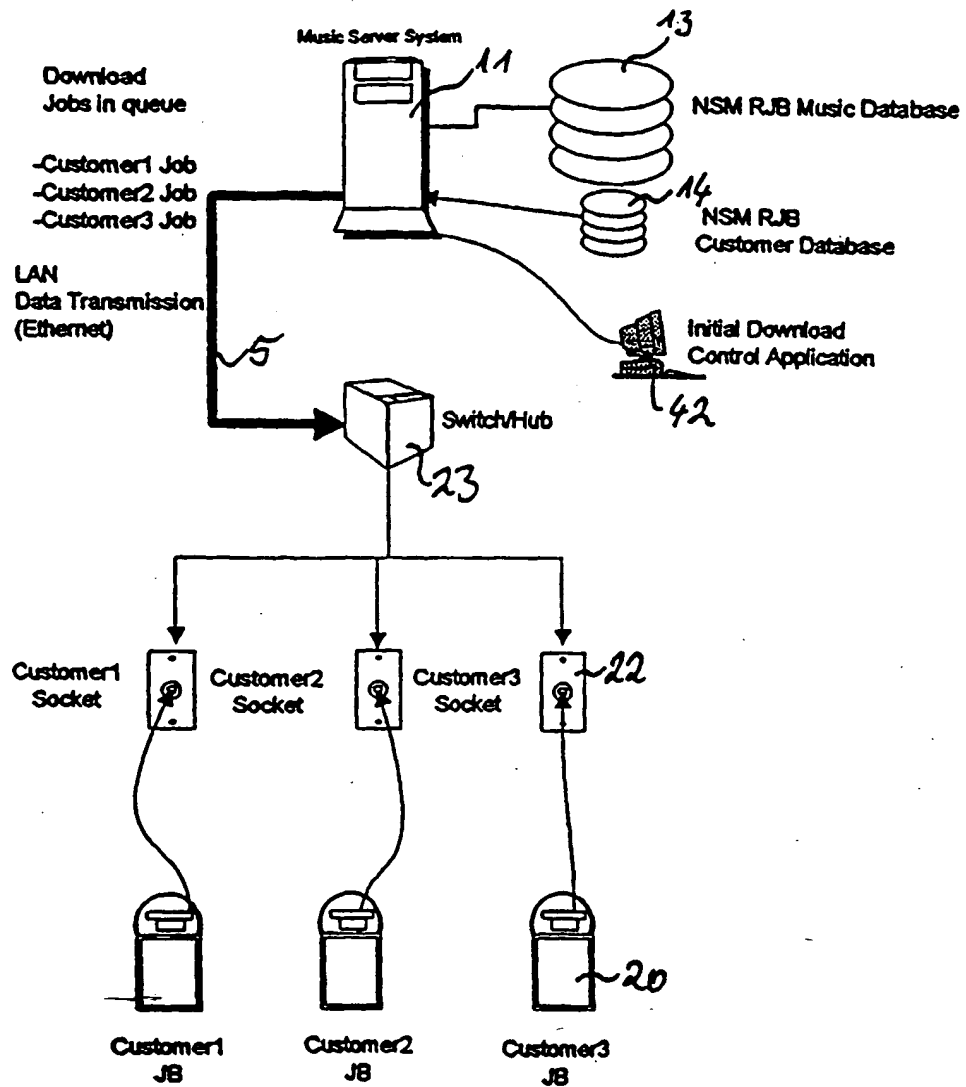 Music Server System
11
13
Download
Jobs in queue
NSM RJB Music Database
-Customer1 Job
-Customer2 Job
-Customer3 Job
14
NSM RJB
Customer Database
LAN
Data Transmission
(Ethernet)
5
Initial Download
Control Application
42
Switch/Hub
23
Customer1
Socket
Customer2
Socket
Customer3
Socket
22
20
Customer1
JB
Customer2
JB
Customer3
JB